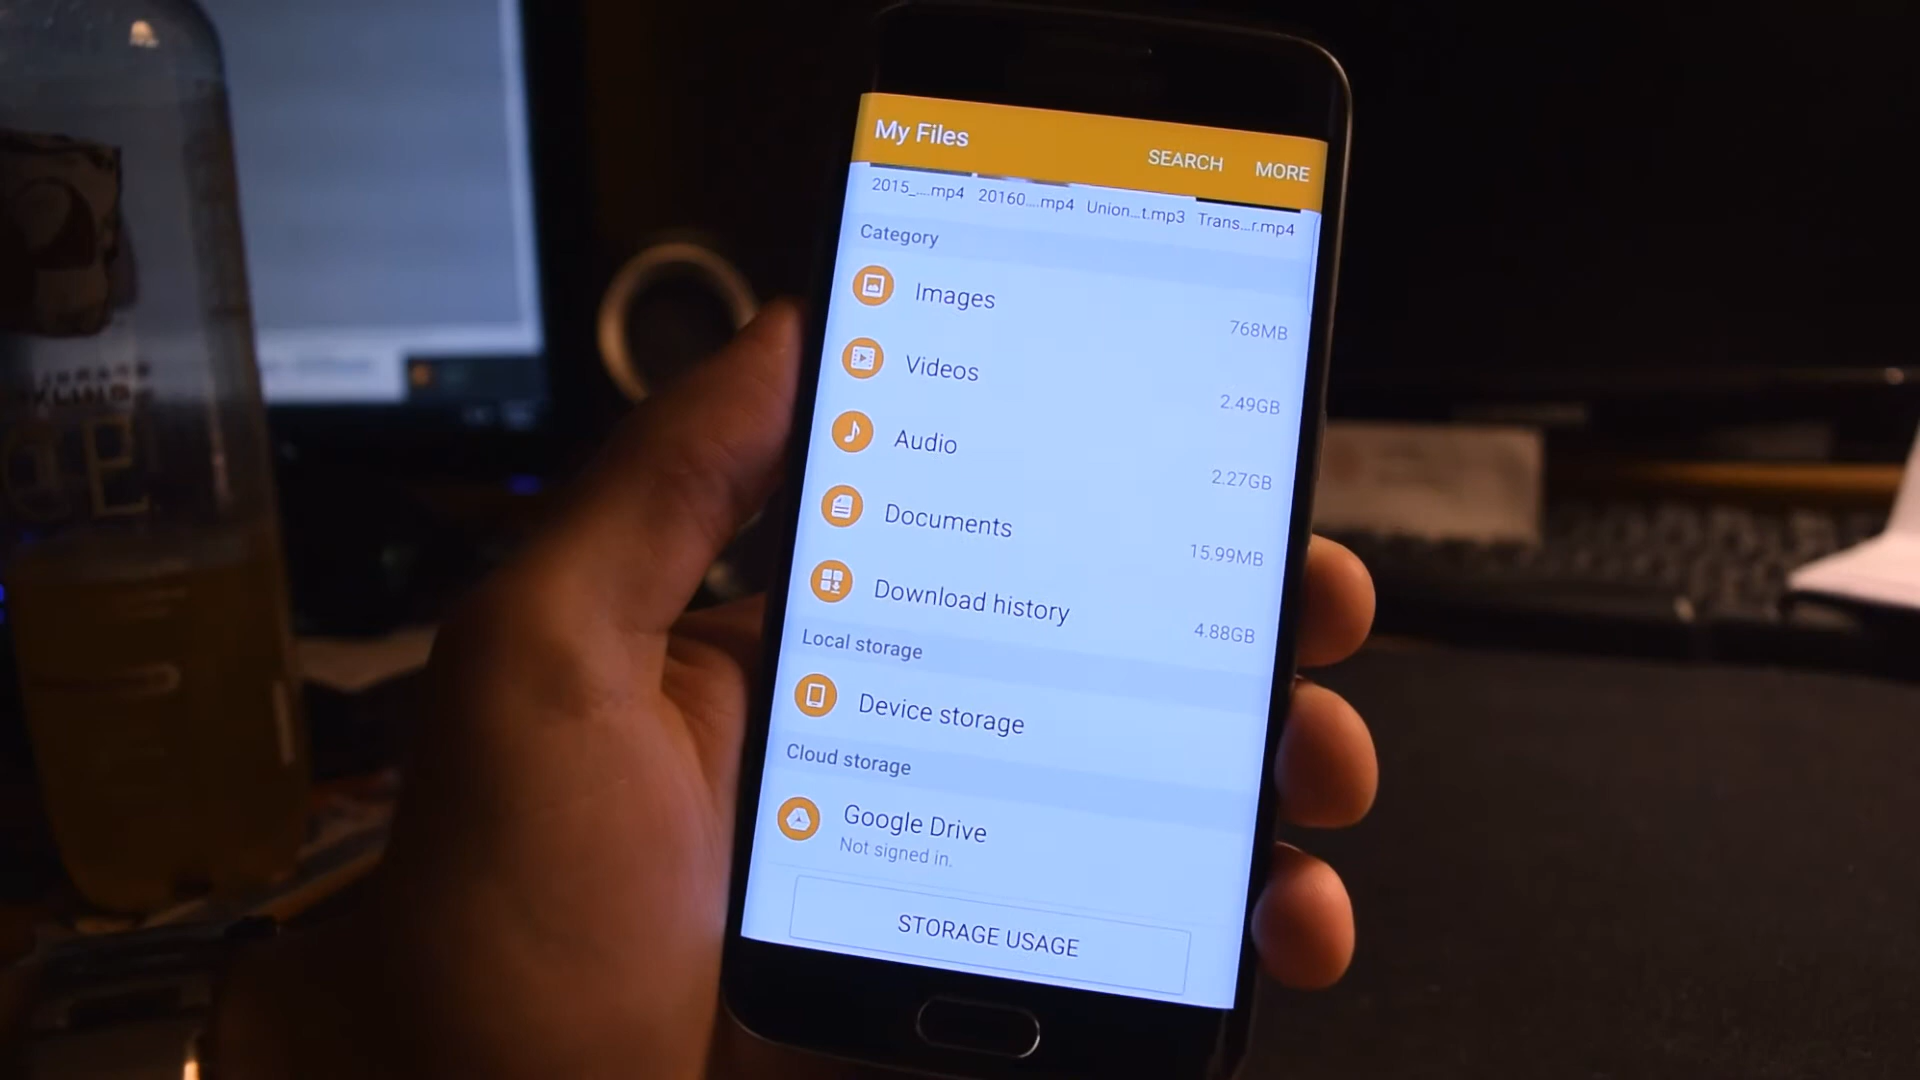 My Files
SEARCH MORE
2015_....mp4 20160....mp4 Union...t.mp3 Trans...r.mp4
Category
Images
768MB
Videos
2.49GB
Audio
2.27GB
Documents
15.99MB
Download history
4.88GB
Local storage
Device storage
Cloud storage
Google Drive
Not signed in.
STORAGE USAGE